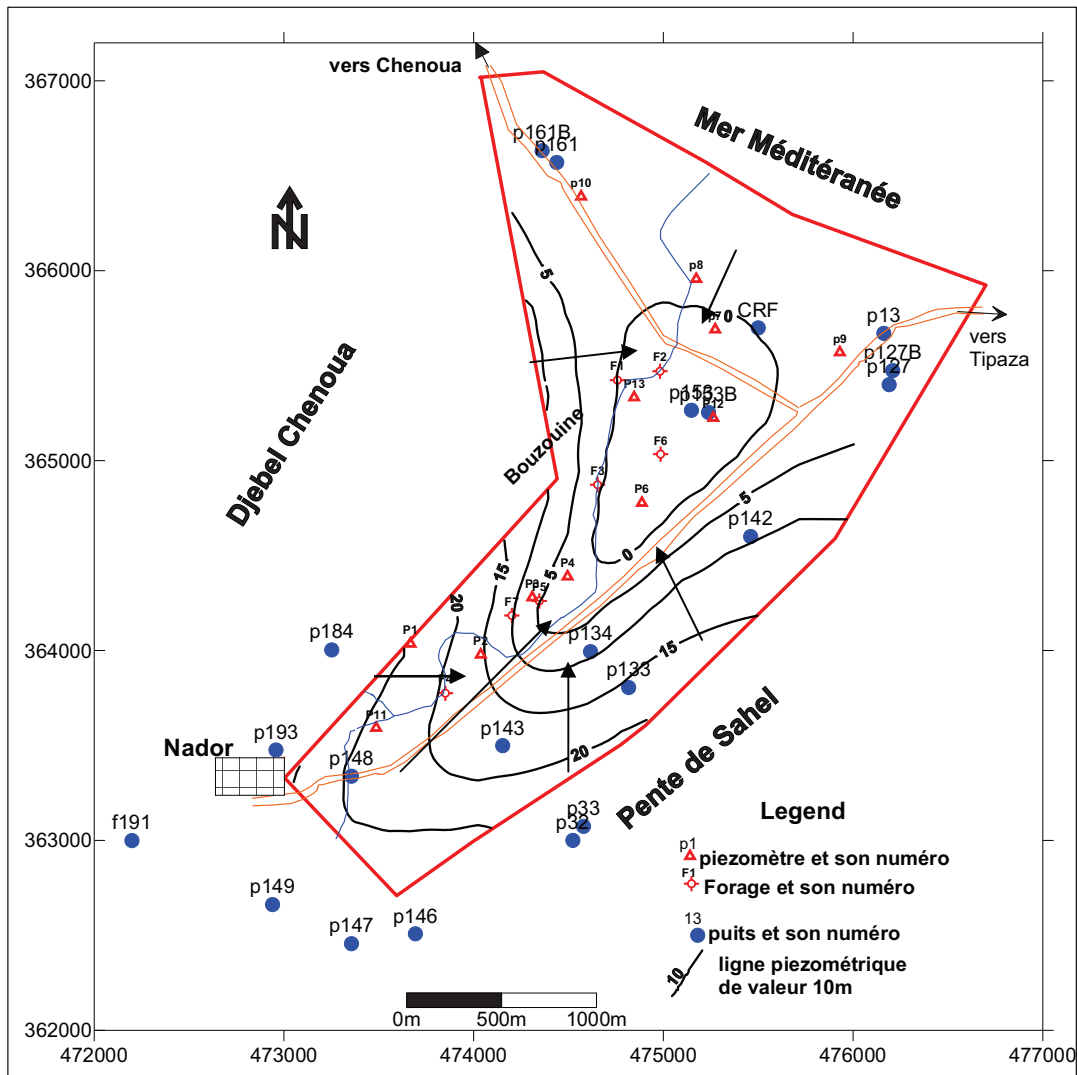 367000
366000
365000
364000
363000
362000
472000
473000
474000
475000
476000
477000
vers Chenoua
Mer Méditéranée
N
Djebel Chenoua
Bouzouine
Pente de Sahel
Nador
vers
Tipaza
p161B
p161
p10
p8
p7
CRF
p13
p9
p127B
p127
F1
F2
P13
p153B
P12
F6
F3
P6
p142
P4
F7
P1
P2
p134
p133
p184
P11
p143
p193
p148
f191
p33
p32
p149
p147
p146
5
0
5
0
5
15
20
15
20
Legend
p1
piezomètre et son numéro
F1
Forage et son numéro
13
puits et son numéro
10
ligne piezométrique
de valeur 10m
0m
500m
1000m